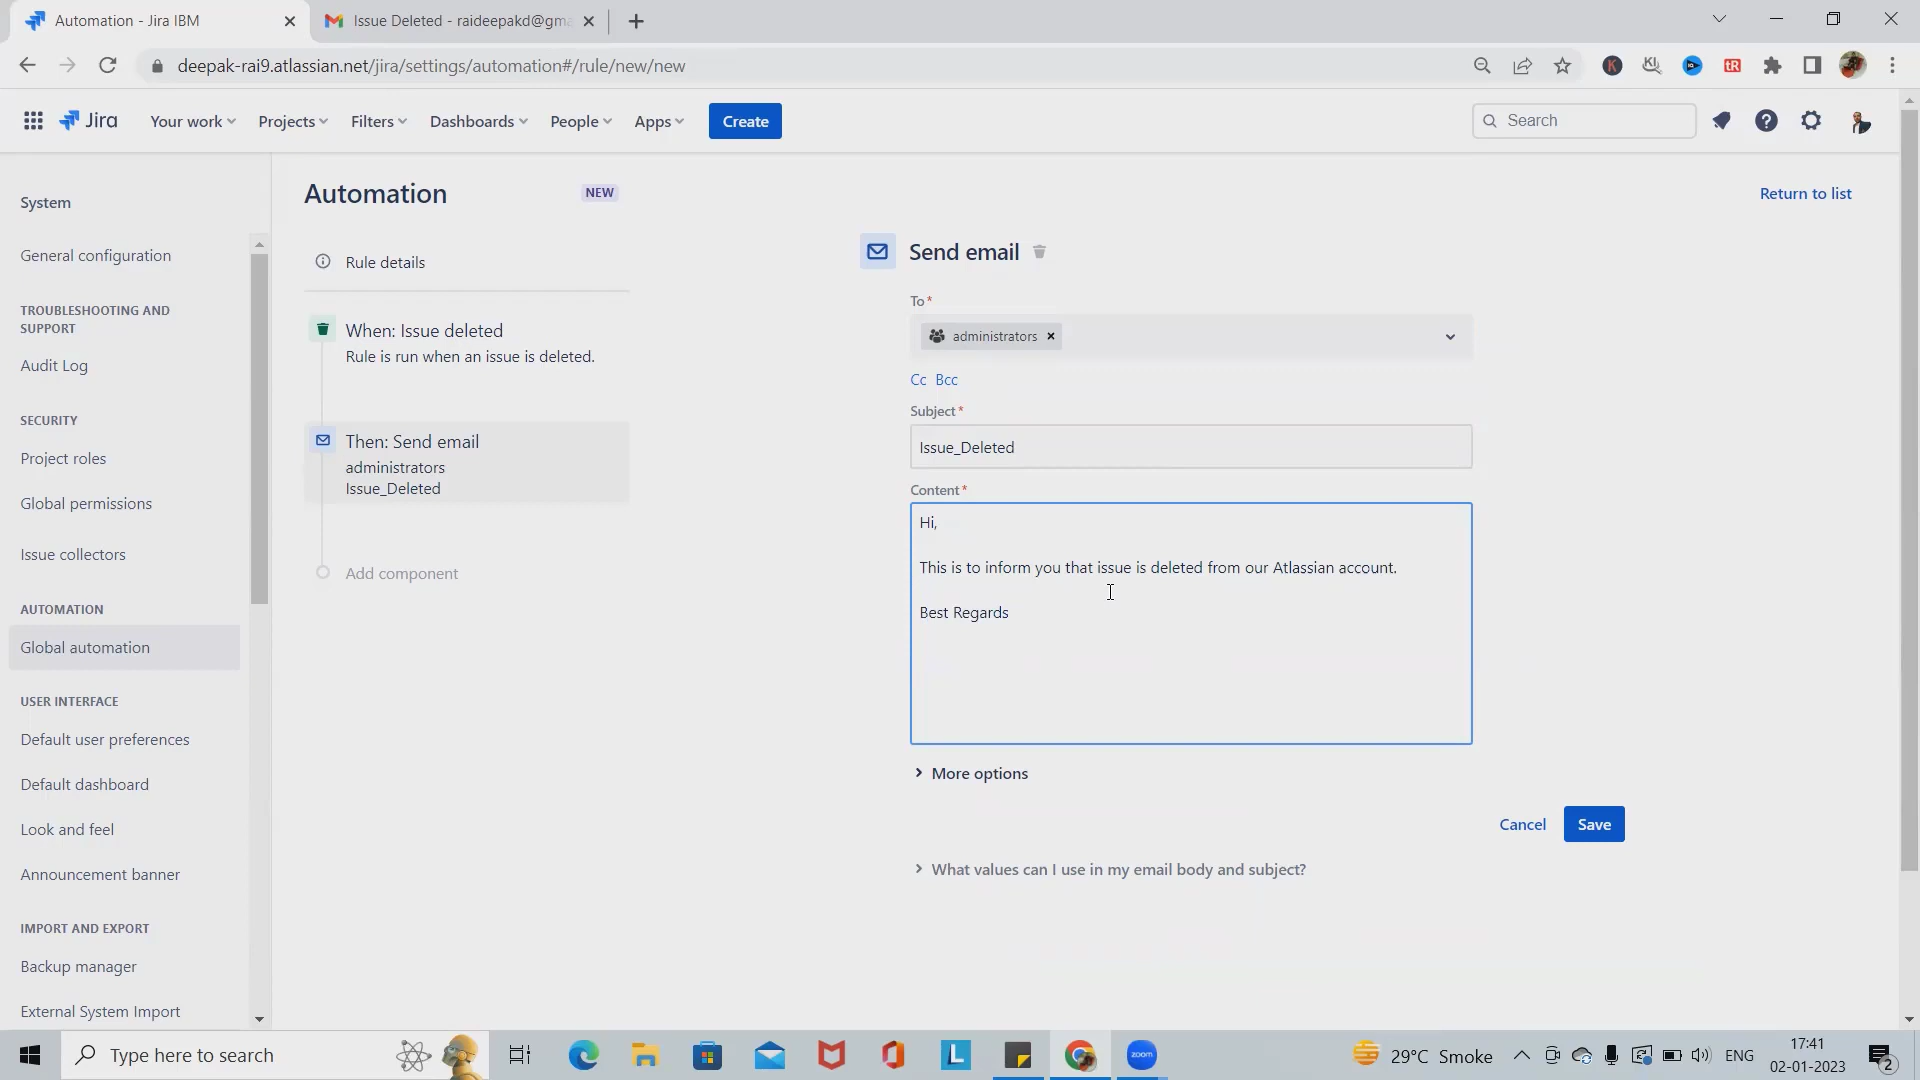 Automation - Jira IBM
Issue Deleted - raideepakd@gm
deepak-rai9.atlassian.net/jira/settings/automation#/rule/new/new
Jira
Your work
Projects
Filters
Dashboards
People
Apps
Create
Search
System
General configuration
TROUBLESHOOTING AND
SUPPORT
Audit Log
SECURITY
Project roles
Global permissions
Issue collectors
AUTOMATION
Global automation
USER INTERFACE
Default user preferences
Default dashboard
Look and feel
Announcement banner
IMPORT AND EXPORT
Backup manager
External System Import
Automation
NEW
Return to list
Rule details
When: Issue deleted
Rule is run when an issue is deleted.
Then: Send email
administrators
Issue_Deleted
Add component
Send email
To*
administrators
Cc Bcc
Subject*
Issue_Deleted
Content*
Hi,
This is to inform you that issue is deleted from our Atlassian account.
Best Regards
More options
Cancel
Save
What values can I use in my email body and subject?
Type here to search
zoom
29°C Smoke
ENG
17:41
02-01-2023
2